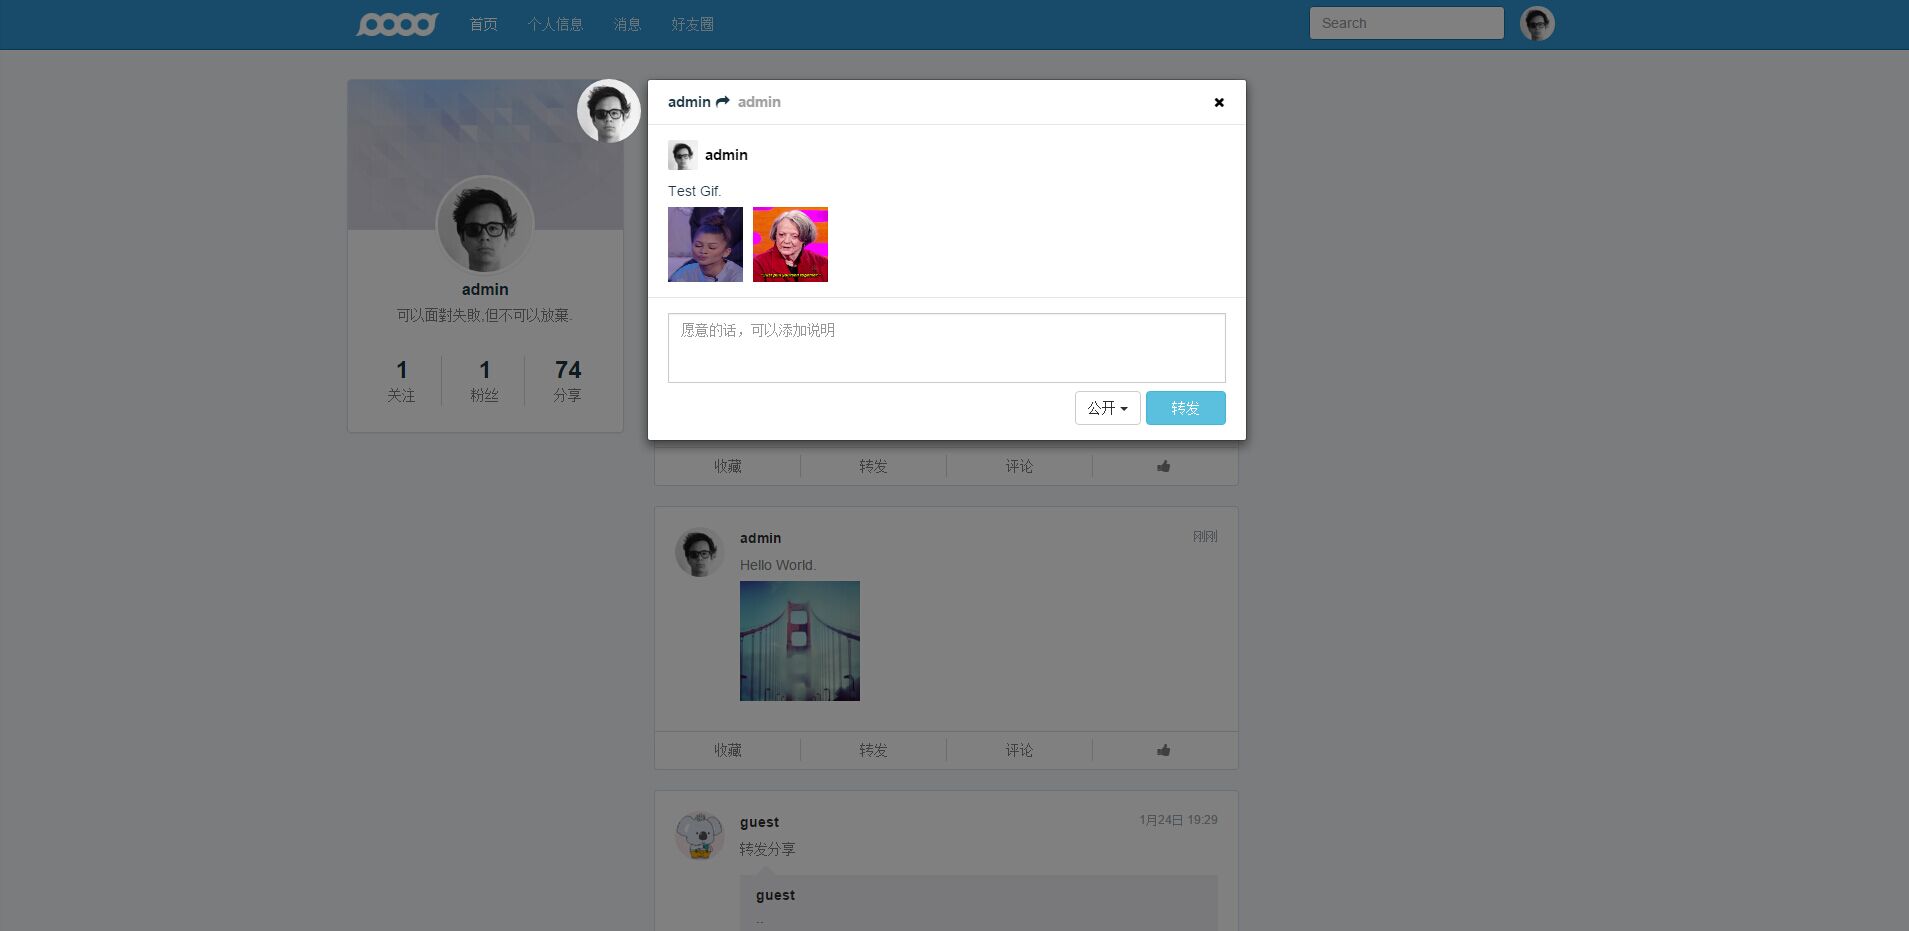 首页 个人信息 消息 好友圈 Search
admin
可以面對失敗,但不可以放棄.
1 1 74
关注 粉丝 分享
admin admin
admin
Test Gif.
愿意的话，可以添加说明
公开 转发
收藏 转发 评论
admin 刚刚
Hello World.
收藏 转发 评论
guest 1月24日 19:29
转发分享
guest
..